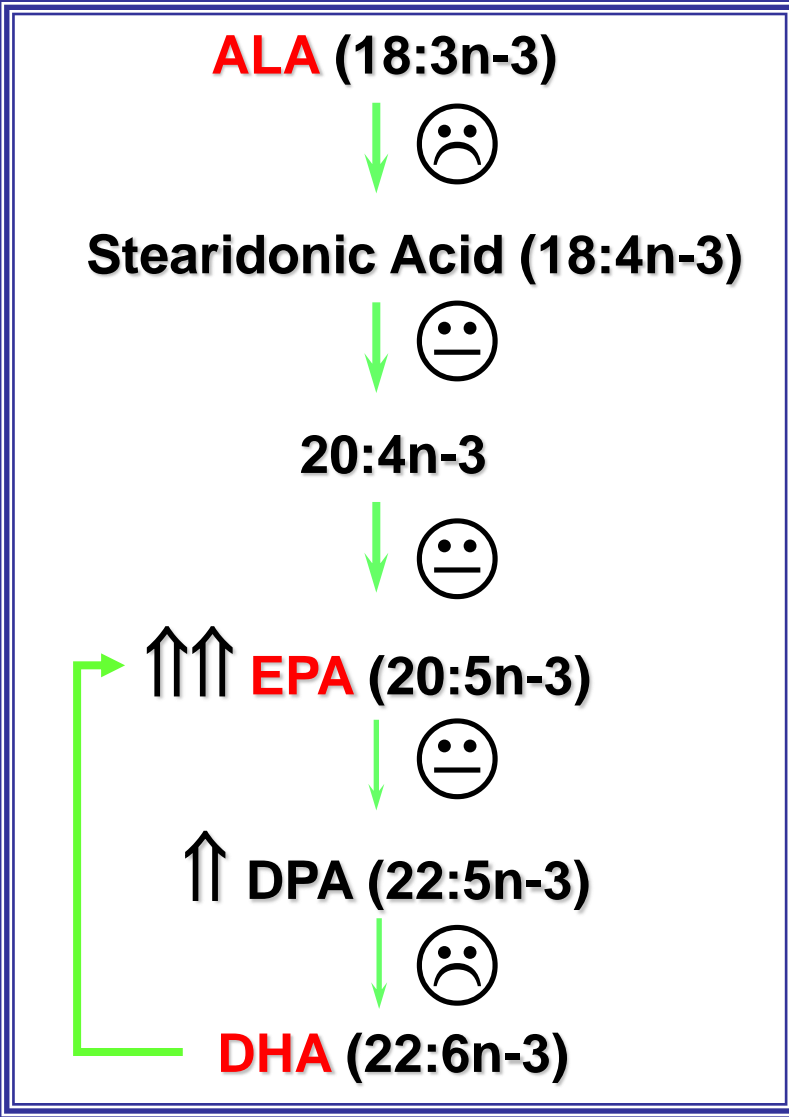 ALA (18:3n-3)
Stearidonic Acid (18:4n-3)
20:4n-3
⇑⇑ EPA (20:5n-3)
⇑ DPA (22:5n-3)
DHA (22:6n-3)